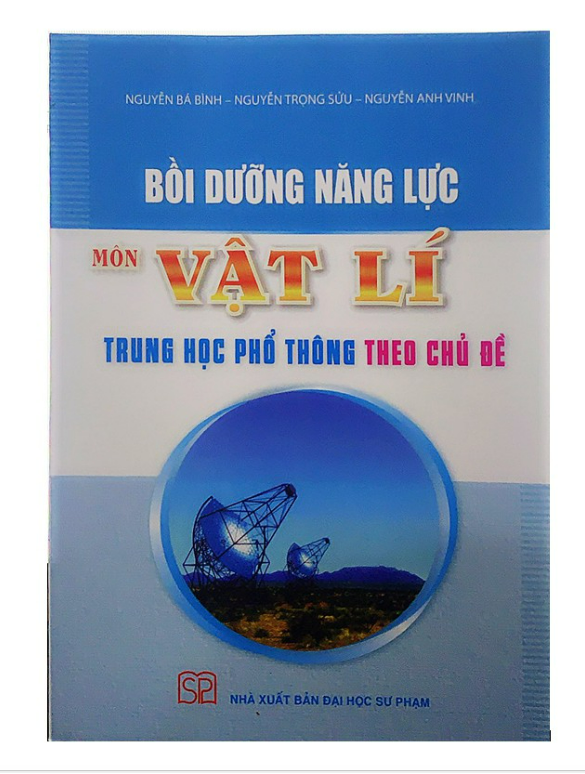 NGUYỄN BÁ BÌNH – NGUYỄN TRỌNG SỬU – NGUYỄN ANH VINH
BỒI DƯỠNG NĂNG LỰC
MÔN VẬT LÍ
TRUNG HỌC PHỔ THÔNG THEO CHỦ ĐỀ
SP
NHÀ XUẤT BẢN ĐẠI HỌC SƯ PHẠM